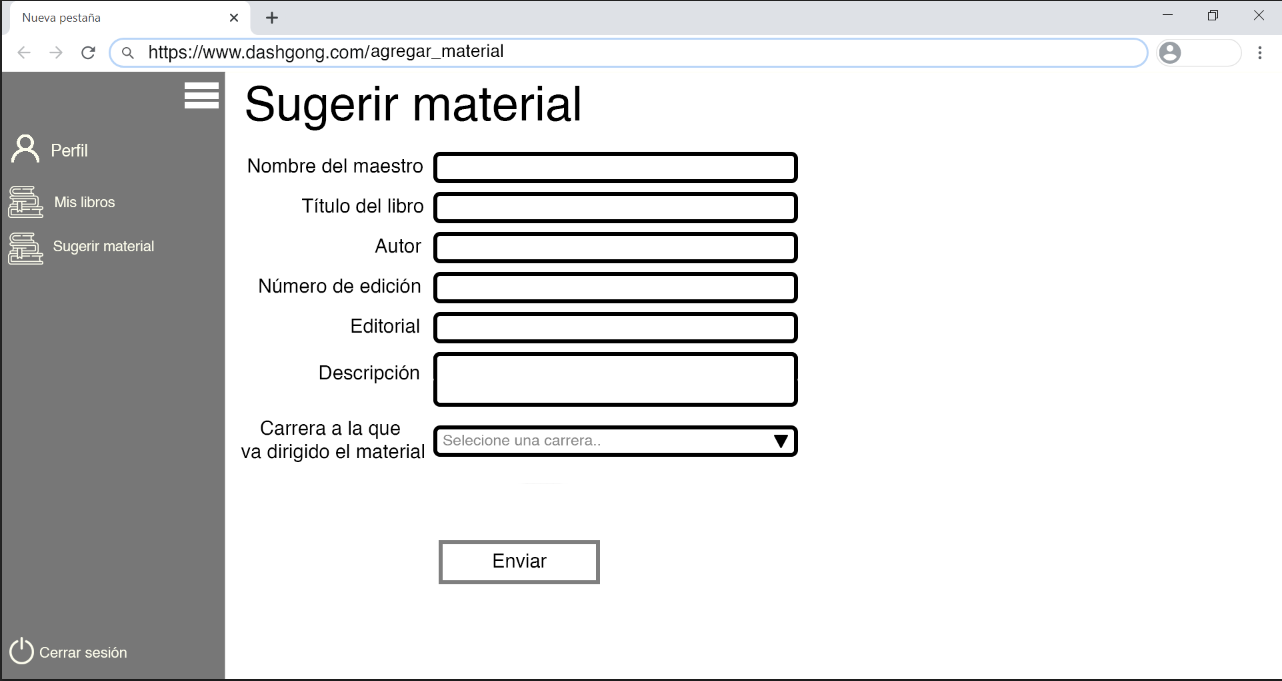 Nueva pestaña
https://www.dashgong.com/agregar_material
Sugerir material
Perfil
Mis libros
Sugerir material
Cerrar sesión
Nombre del maestro
Título del libro
Autor
Número de edición
Editorial
Descripción
Carrera a la que
va dirigido el material
Selecione una carrera..
Enviar